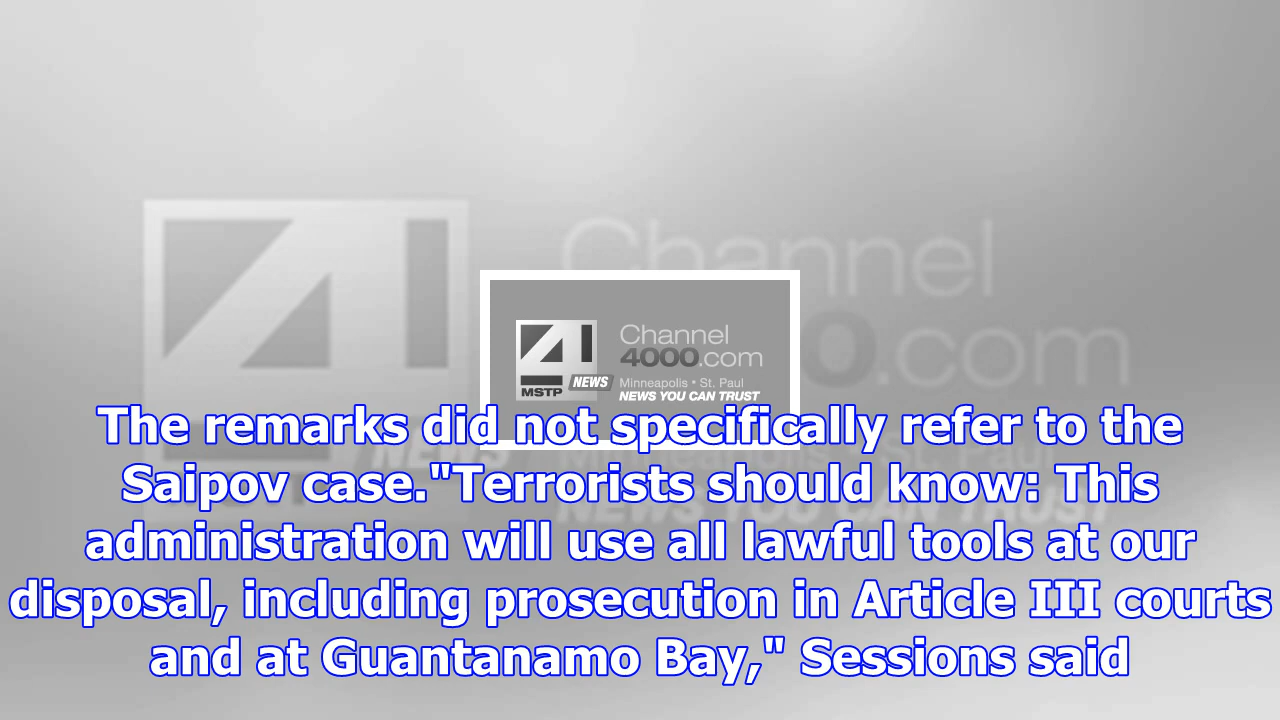 Channel
4000.com
MSTP NEWS Minneapolis • St. Paul
NEWS YOU CAN TRUST
The remarks did not specifically refer to the
Saipov case."Terrorists should know: This
administration will use all lawful tools at our
disposal, including prosecution in Article III courts
and at Guantanamo Bay," Sessions said